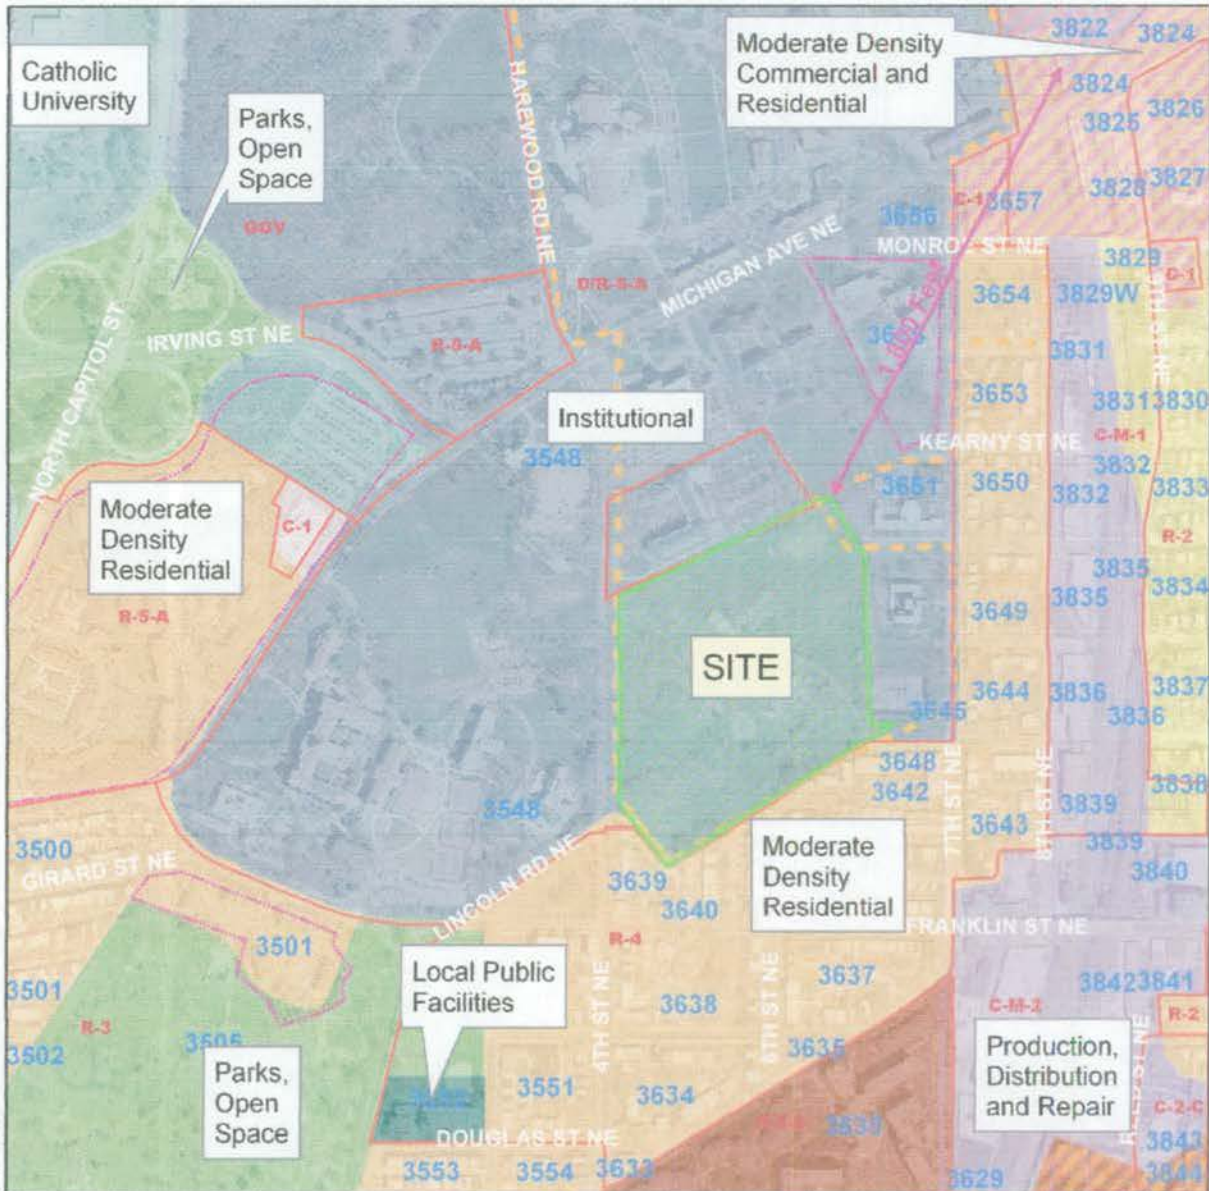 3822
3824
Moderate Density
Commercial and
Residential
Catholic
University
HAREWOOD RD NE
3824
3826
3825
Parks,
Open
Space
3827
3828
C-1
3657
3656
GOV
MONROE ST NE
3829
C-1
D/R-5-A
MICHIGAN AVE NE
3654
3829W
IRVING ST NE
R-5-A
3831
NORTH CAPITOL ST
3653
3831
3830
Institutional
C-M-1
KEARNY ST NE
3548
3832
3651
3650
3832
3833
Moderate
Density
Residential
C-1
R-2
3835
3834
R-5-A
3649
3835
SITE
3644
3836
3837
3645
3836
3648
3642
7TH ST NE
8TH ST NE
3838
3548
3839
3643
3839
3500
GIRARD ST NE
LINCOLN RD NE
Moderate
Density
Residential
3840
3639
3640
FRANKLIN ST NE
3501
R-4
Local Public
Facilities
4TH ST NE
6TH ST NE
3637
3842
3841
3501
3638
C-M-2
R-2
R-3
3502
3635
Production,
Distribution
and Repair
Parks,
Open
Space
3551
3634
C-2-C
DOUGLAS ST NE
3843
3553
3554
3633
3629
3844